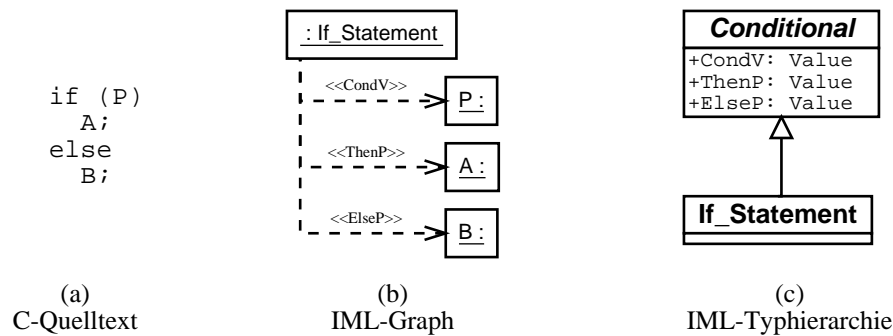 if (P)
A;
else
B;
(a)
C-Quelltext
: If_Statement
<<CondV>>
P :
<<ThenP>>
A :
<<ElseP>>
B :
(b)
IML-Graph
Conditional
+CondV: Value
+ThenP: Value
+ElseP: Value
If_Statement
(c)
IML-Typhierarchie